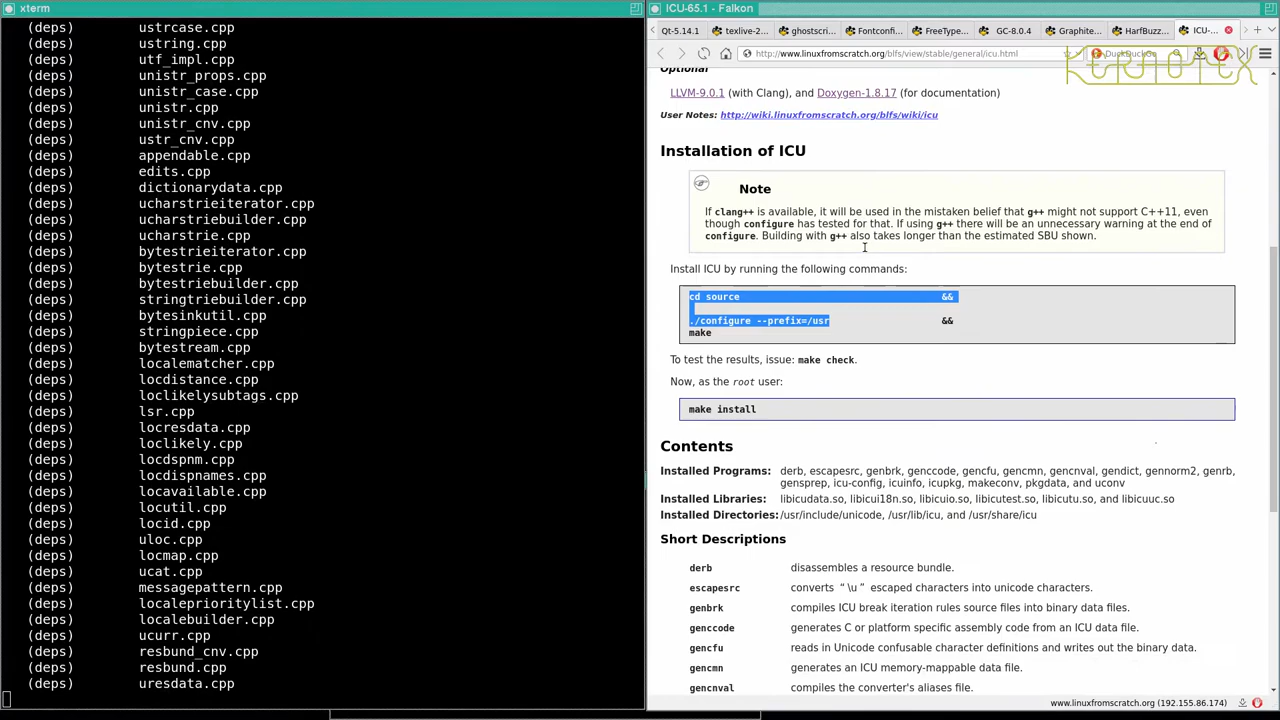 xterm
(deps) ustrcase.cpp
(deps) ustring.cpp
(deps) utf_impl.cpp
(deps) unistr_props.cpp
(deps) unistr_case.cpp
(deps) unistr.cpp
(deps) unistr_cnv.cpp
(deps) ustr_cnv.cpp
(deps) appendable.cpp
(deps) edits.cpp
(deps) dictionarydata.cpp
(deps) ucharstrieiterator.cpp
(deps) ucharstriebuilder.cpp
(deps) ucharstrie.cpp
(deps) bytestrieiterator.cpp
(deps) bytestrie.cpp
(deps) bytestriebuilder.cpp
(deps) stringtriebuilder.cpp
(deps) bytesinkutil.cpp
(deps) stringpiece.cpp
(deps) bytestream.cpp
(deps) localematcher.cpp
(deps) locdistance.cpp
(deps) loclikelysubtags.cpp
(deps) lsr.cpp
(deps) locresdata.cpp
(deps) loclikely.cpp
(deps) locdspnm.cpp
(deps) locdispnames.cpp
(deps) locavailable.cpp
(deps) locutil.cpp
(deps) locid.cpp
(deps) uloc.cpp
(deps) locmap.cpp
(deps) ucat.cpp
(deps) messagepattern.cpp
(deps) localeprioritylist.cpp
(deps) localebuilder.cpp
(deps) ucurr.cpp
(deps) resbund_cnv.cpp
(deps) resbund.cpp
(deps) uresdata.cpp
ICU-65.1 - Falkon
Qt-5.14.1 texlive-2... ghostscri... Fontconfi... FreeType... GC-8.0.4 Graphite... HarfBuzz... ICU-...
http://www.linuxfromscratch.org/blfs/view/stable/general/icu.html DuckDuckGo
KERNOTEX
Optional
LLVM-9.0.1 (with Clang), and Doxygen-1.8.17 (for documentation)
User Notes: http://wiki.linuxfromscratch.org/blfs/wiki/icu
Installation of ICU
Note
If clang++ is available, it will be used in the mistaken belief that g++ might not support C++11, even
though configure has tested for that. If using g++ there will be an unnecessary warning at the end of
configure. Building with g++ also takes longer than the estimated SBU shown.
Install ICU by running the following commands:
cd source &&
./configure --prefix=/usr &&
make
To test the results, issue: make check.
Now, as the root user:
make install
Contents
Installed Programs: derb, escapesrc, genbrk, genccode, gencfu, gencmn, gencnval, gendict, gennorm2, genrb,
gensprep, icu-config, icuinfo, icupkg, makeconv, pkgdata, and uconv
Installed Libraries: libicudata.so, libicui18n.so, libicuio.so, libicutest.so, libicutu.so, and libicuuc.so
Installed Directories: /usr/include/unicode, /usr/lib/icu, and /usr/share/icu
Short Descriptions
derb disassembles a resource bundle.
escapesrc converts “\u” escaped characters into unicode characters.
genbrk compiles ICU break iteration rules source files into binary data files.
genccode generates C or platform specific assembly code from an ICU data file.
gencfu reads in Unicode confusable character definitions and writes out the binary data.
gencmn generates an ICU memory-mappable data file.
gencnval compiles the converter's aliases file.
www.linuxfromscratch.org (192.155.86.174)